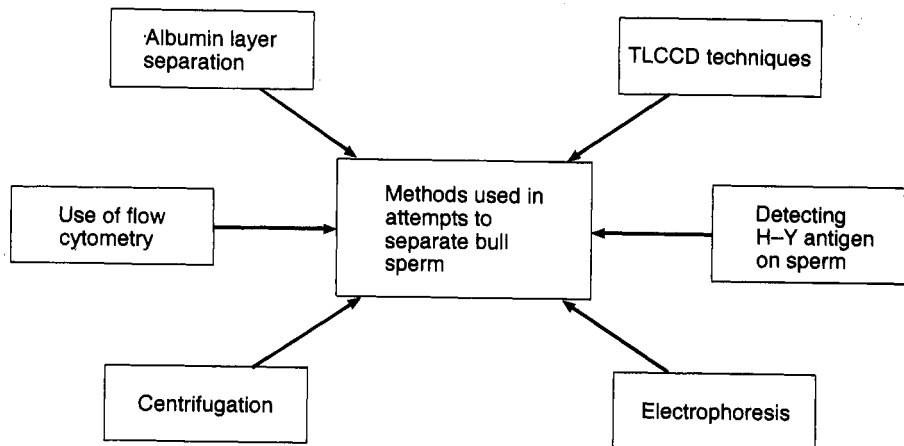 Albumin layer
separation
TLCCD techniques
Use of flow
cytometry
Methods used in
attempts to
separate bull
sperm
Detecting
H–Y antigen
on sperm
Centrifugation
Electrophoresis